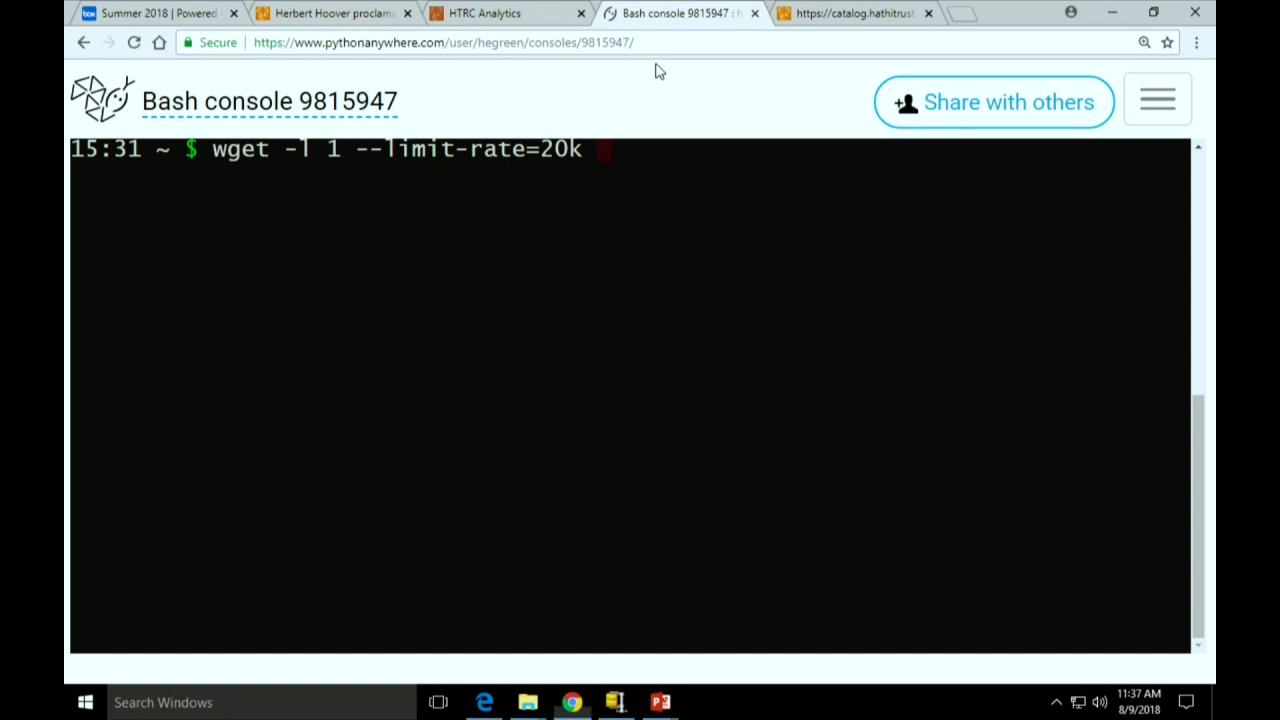 box Summer 2018 | Powered
Herbert Hoover proclama
HTRC Analytics
Bash console 9815947 : h
https://catalog.hathitrust
Secure https://www.pythonanywhere.com/user/hegreen/consoles/9815947/
Bash console 9815947
Share with others
15:31 ~ $ wget -l 1 --limit-rate=20k
Search Windows
11:37 AM
8/9/2018